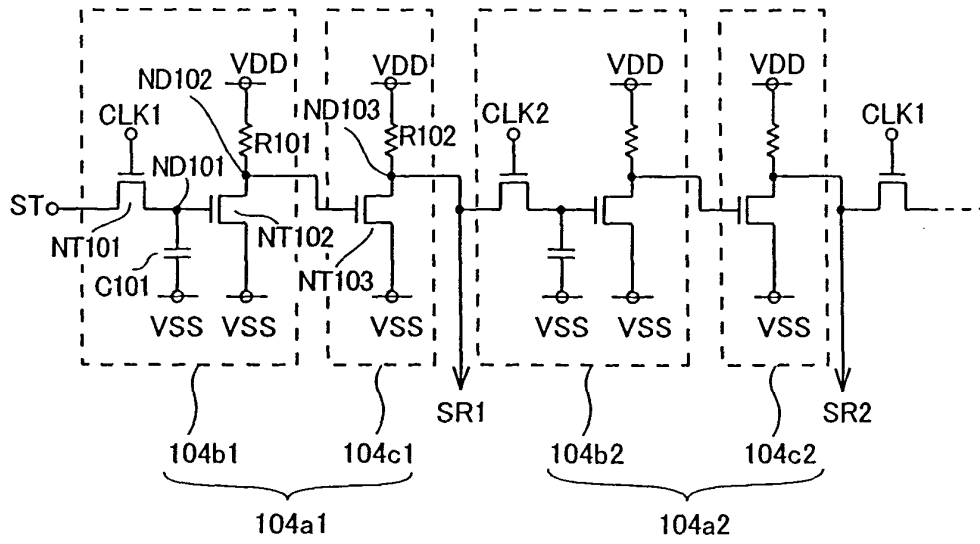 VDD
VDD
VDD
VDD
ND102
ND103
CLK1
CLK2
CLK1
R101
R102
ND101
ST
NT101
NT102
C101
NT103
VSS
VSS
VSS
VSS
VSS
VSS
SR1
SR2
104b1
104c1
104b2
104c2
104a1
104a2